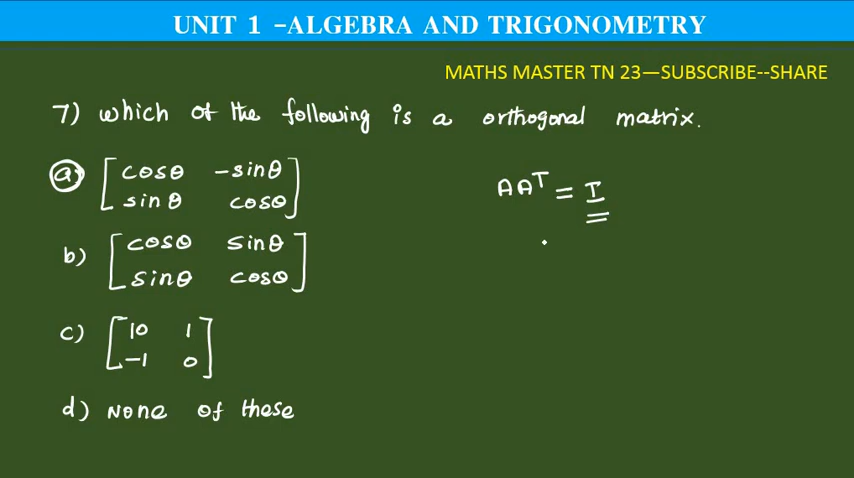 UNIT 1 -ALGEBRA AND TRIGONOMETRY
MATHS MASTER TN 23—SUBSCRIBE--SHARE
7) which of the following is a orthogonal matrix.
a) [cosθ -sinθ
sinθ cosθ]
AAᵀ = I
b) [cosθ sinθ
sinθ cosθ]
c) [10 1
-1 0]
d) None of these